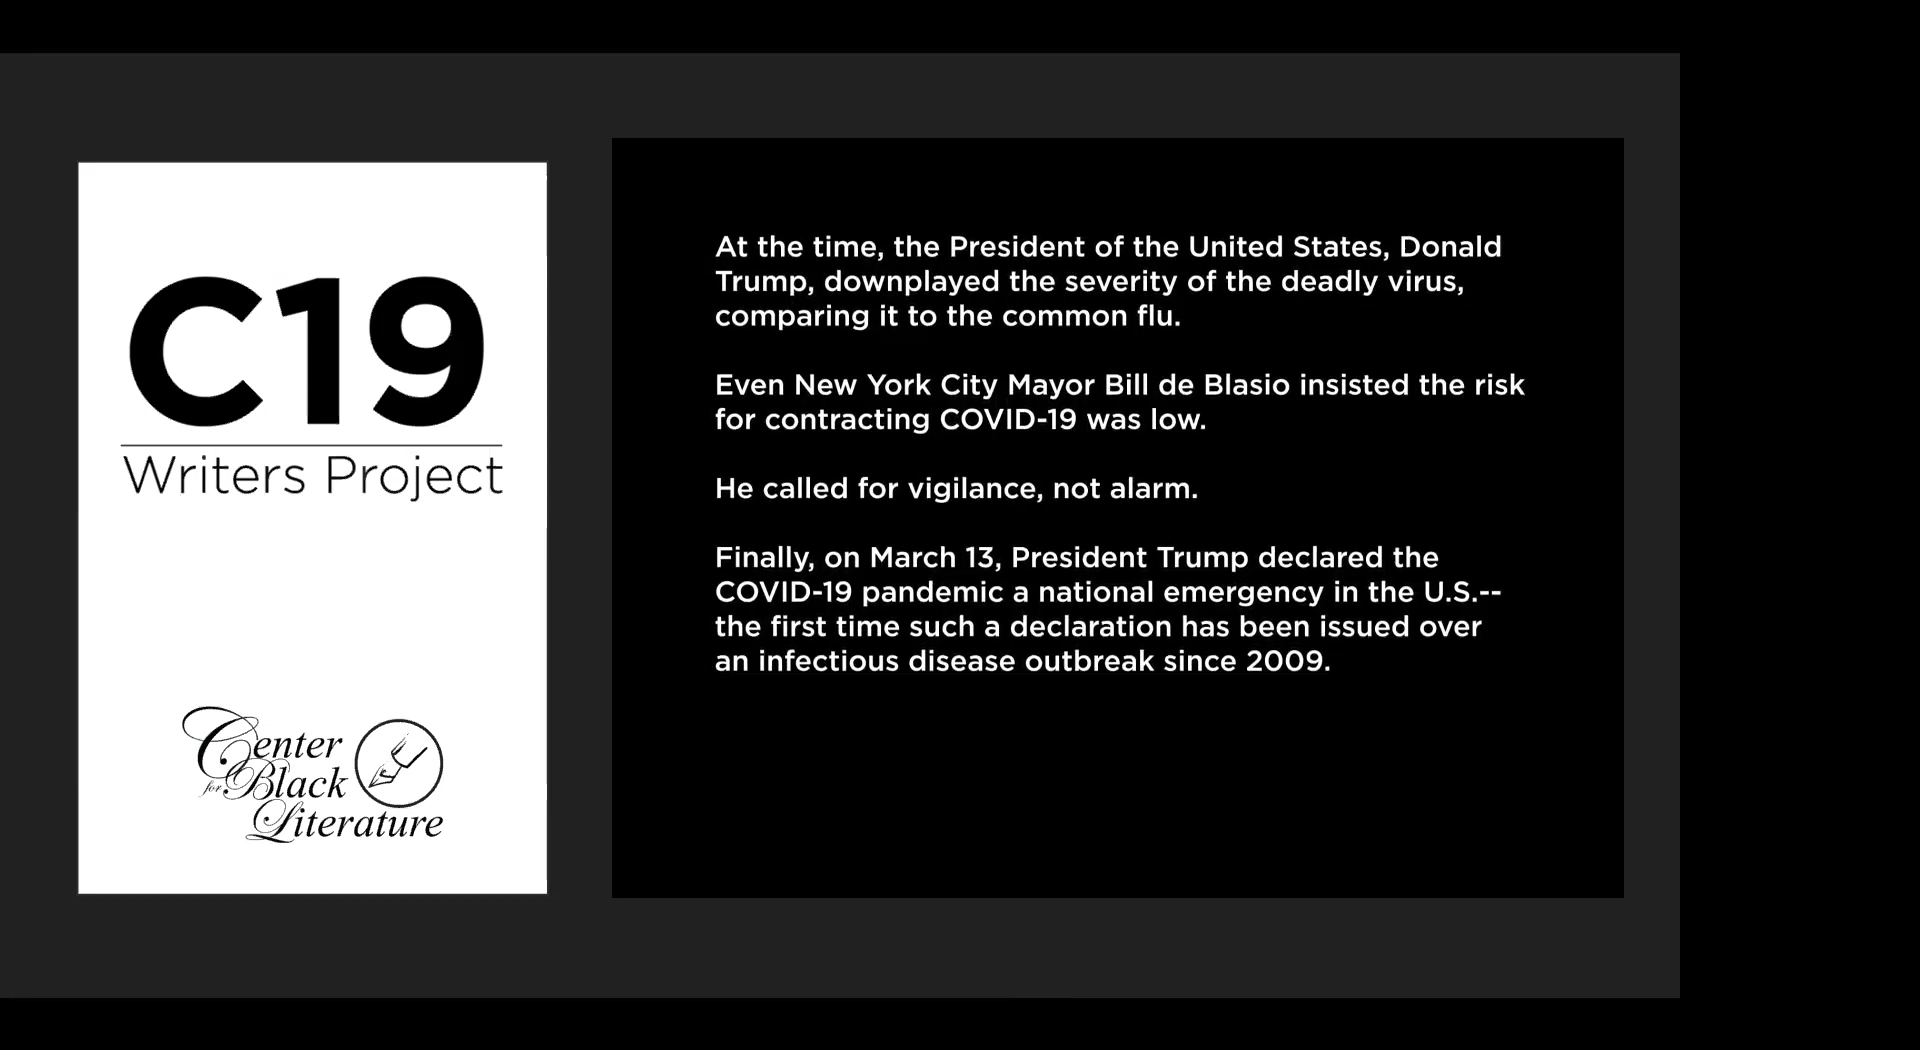 C19
Writers Project
Center
for Black
Literature
At the time, the President of the United States, Donald
Trump, downplayed the severity of the deadly virus,
comparing it to the common flu.
Even New York City Mayor Bill de Blasio insisted the risk
for contracting COVID-19 was low.
He called for vigilance, not alarm.
Finally, on March 13, President Trump declared the
COVID-19 pandemic a national emergency in the U.S.--
the first time such a declaration has been issued over
an infectious disease outbreak since 2009.